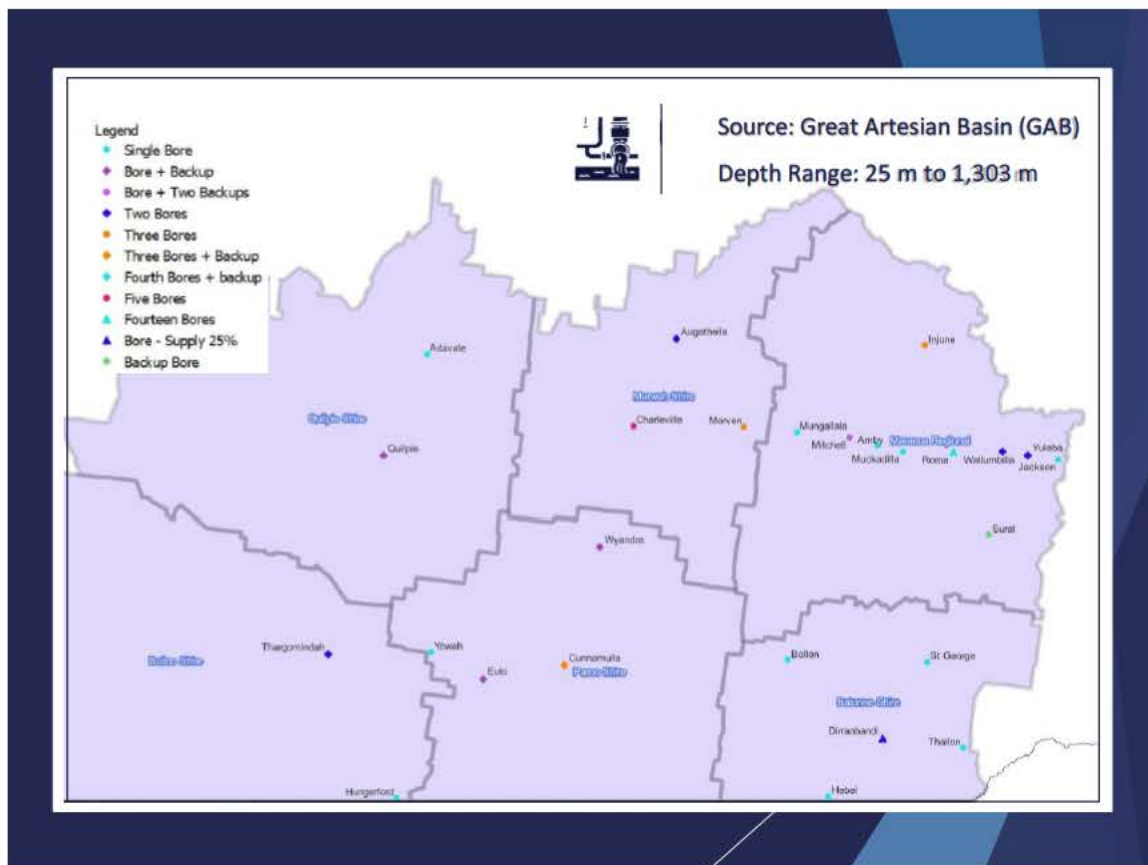 Source: Great Artesian Basin (GAB)
Depth Range: 25 m to 1,303 m
Legend
Single Bore
Bore + Backup
Bore + Two Backups
Two Bores
Three Bores
Three Bores + Backup
Fourth Bores + backup
Five Bores
Fourteen Bores
Bore - Supply 25%
Backup Bore
Augathella
Injune
Adavale
Quilpie Shire
Murweh Shire
Charleville
Morven
Mungallala
Mitchell
Amby
Maranoa Regional
Muckadilla
Roma
Wallumbilla
Yuleba
Jackson
Quilpie
Surat
Wyandra
Thargomindah
Bulloo Shire
Yowah
Eulo
Cunnamulla
Paroo Shire
Bollon
St George
Balonne Shire
Dirranbandi
Thallon
Hungerford
Hebel